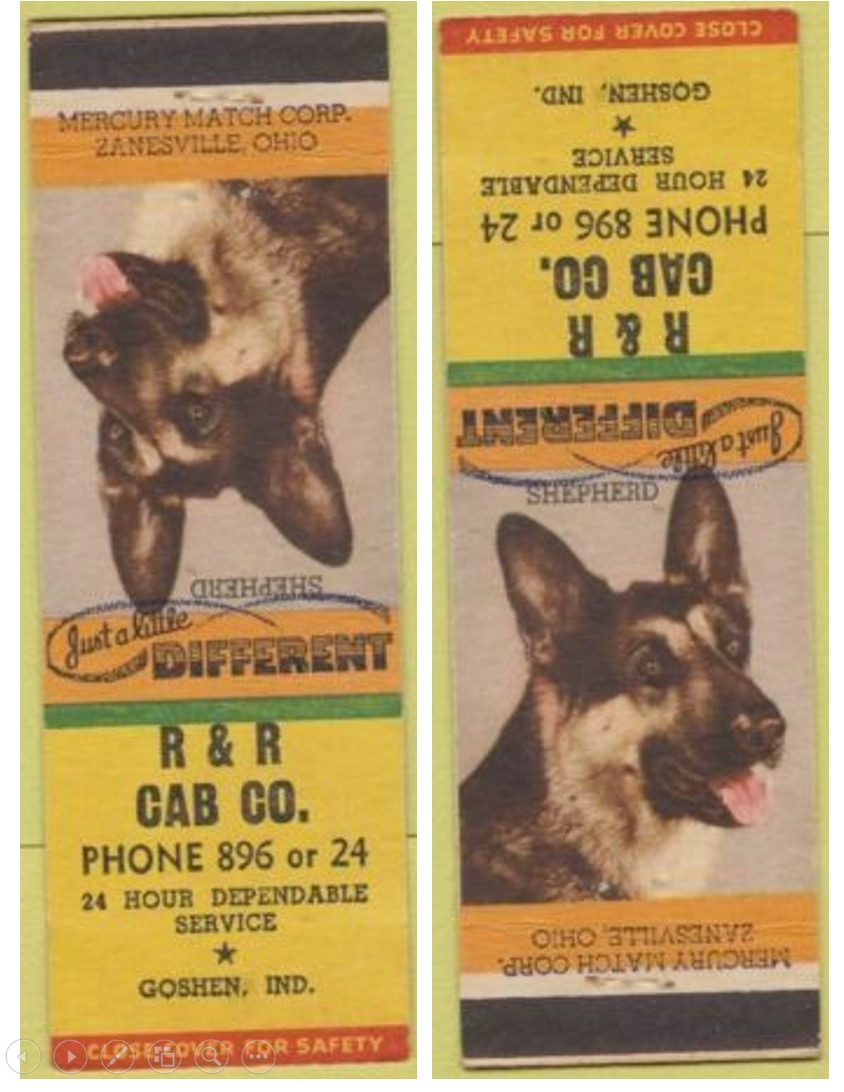 MERCURY MATCH CORP.
ZANESVILLE, OHIO
SHEPHERD
Just a little
DIFFERENT
R & R
CAB CO.
PHONE 896 or 24
24 HOUR DEPENDABLE
SERVICE
GOSHEN, IND.
CLOSE COVER FOR SAFETY
CLOSE COVER FOR SAFETY
GOSHEN, IND.
24 HOUR DEPENDABLE
SERVICE
PHONE 896 or 24
CAB CO.
R & R
Just a little
DIFFERENT
SHEPHERD
MERCURY MATCH CORP.
ZANESVILLE, OHIO